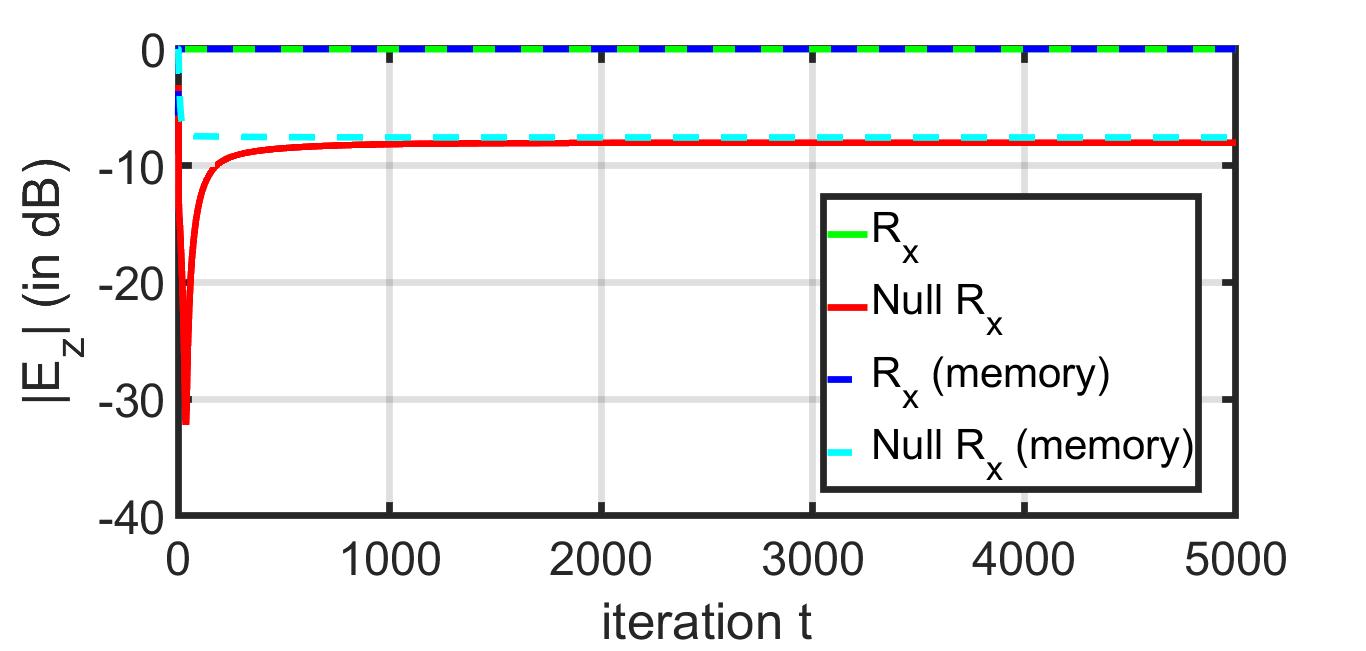 |E_z| (in dB)
0
-10
-20
-30
-40
R_x
Null R_x
R_x (memory)
Null R_x (memory)
0 1000 2000 3000 4000 5000
iteration t